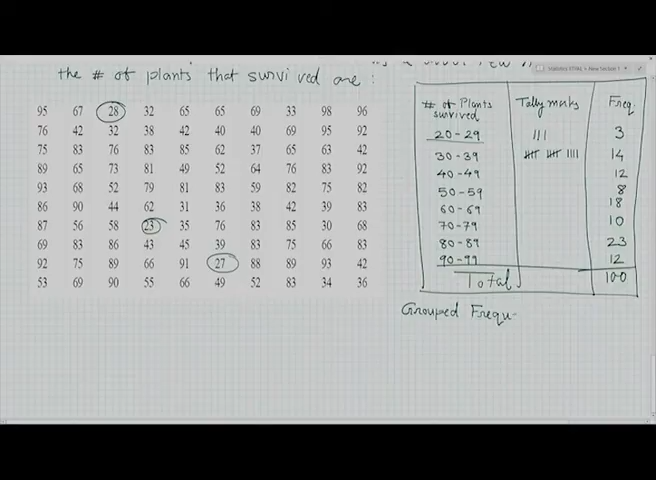 the # of plants that survived are :
95 67 28 32 65 65 69 33 98 96
76 42 32 38 42 40 40 69 95 92
75 83 76 83 85 62 37 65 63 42
89 65 73 81 49 52 64 76 83 92
93 68 52 79 81 83 59 82 75 82
86 90 44 62 31 36 38 42 39 83
87 56 58 23 35 76 83 85 30 68
69 83 86 43 45 39 83 75 66 83
92 75 89 66 91 27 88 89 93 42
53 69 90 55 66 49 52 83 34 36
# of Plants survived Tally marks Freq.
20-29 ||| 3
30-39 |||| |||| |||| 14
40-49 12
50-59 8
60-69 18
70-79 10
80-89 23
90-99 12
Total 100
Grouped Frequ-